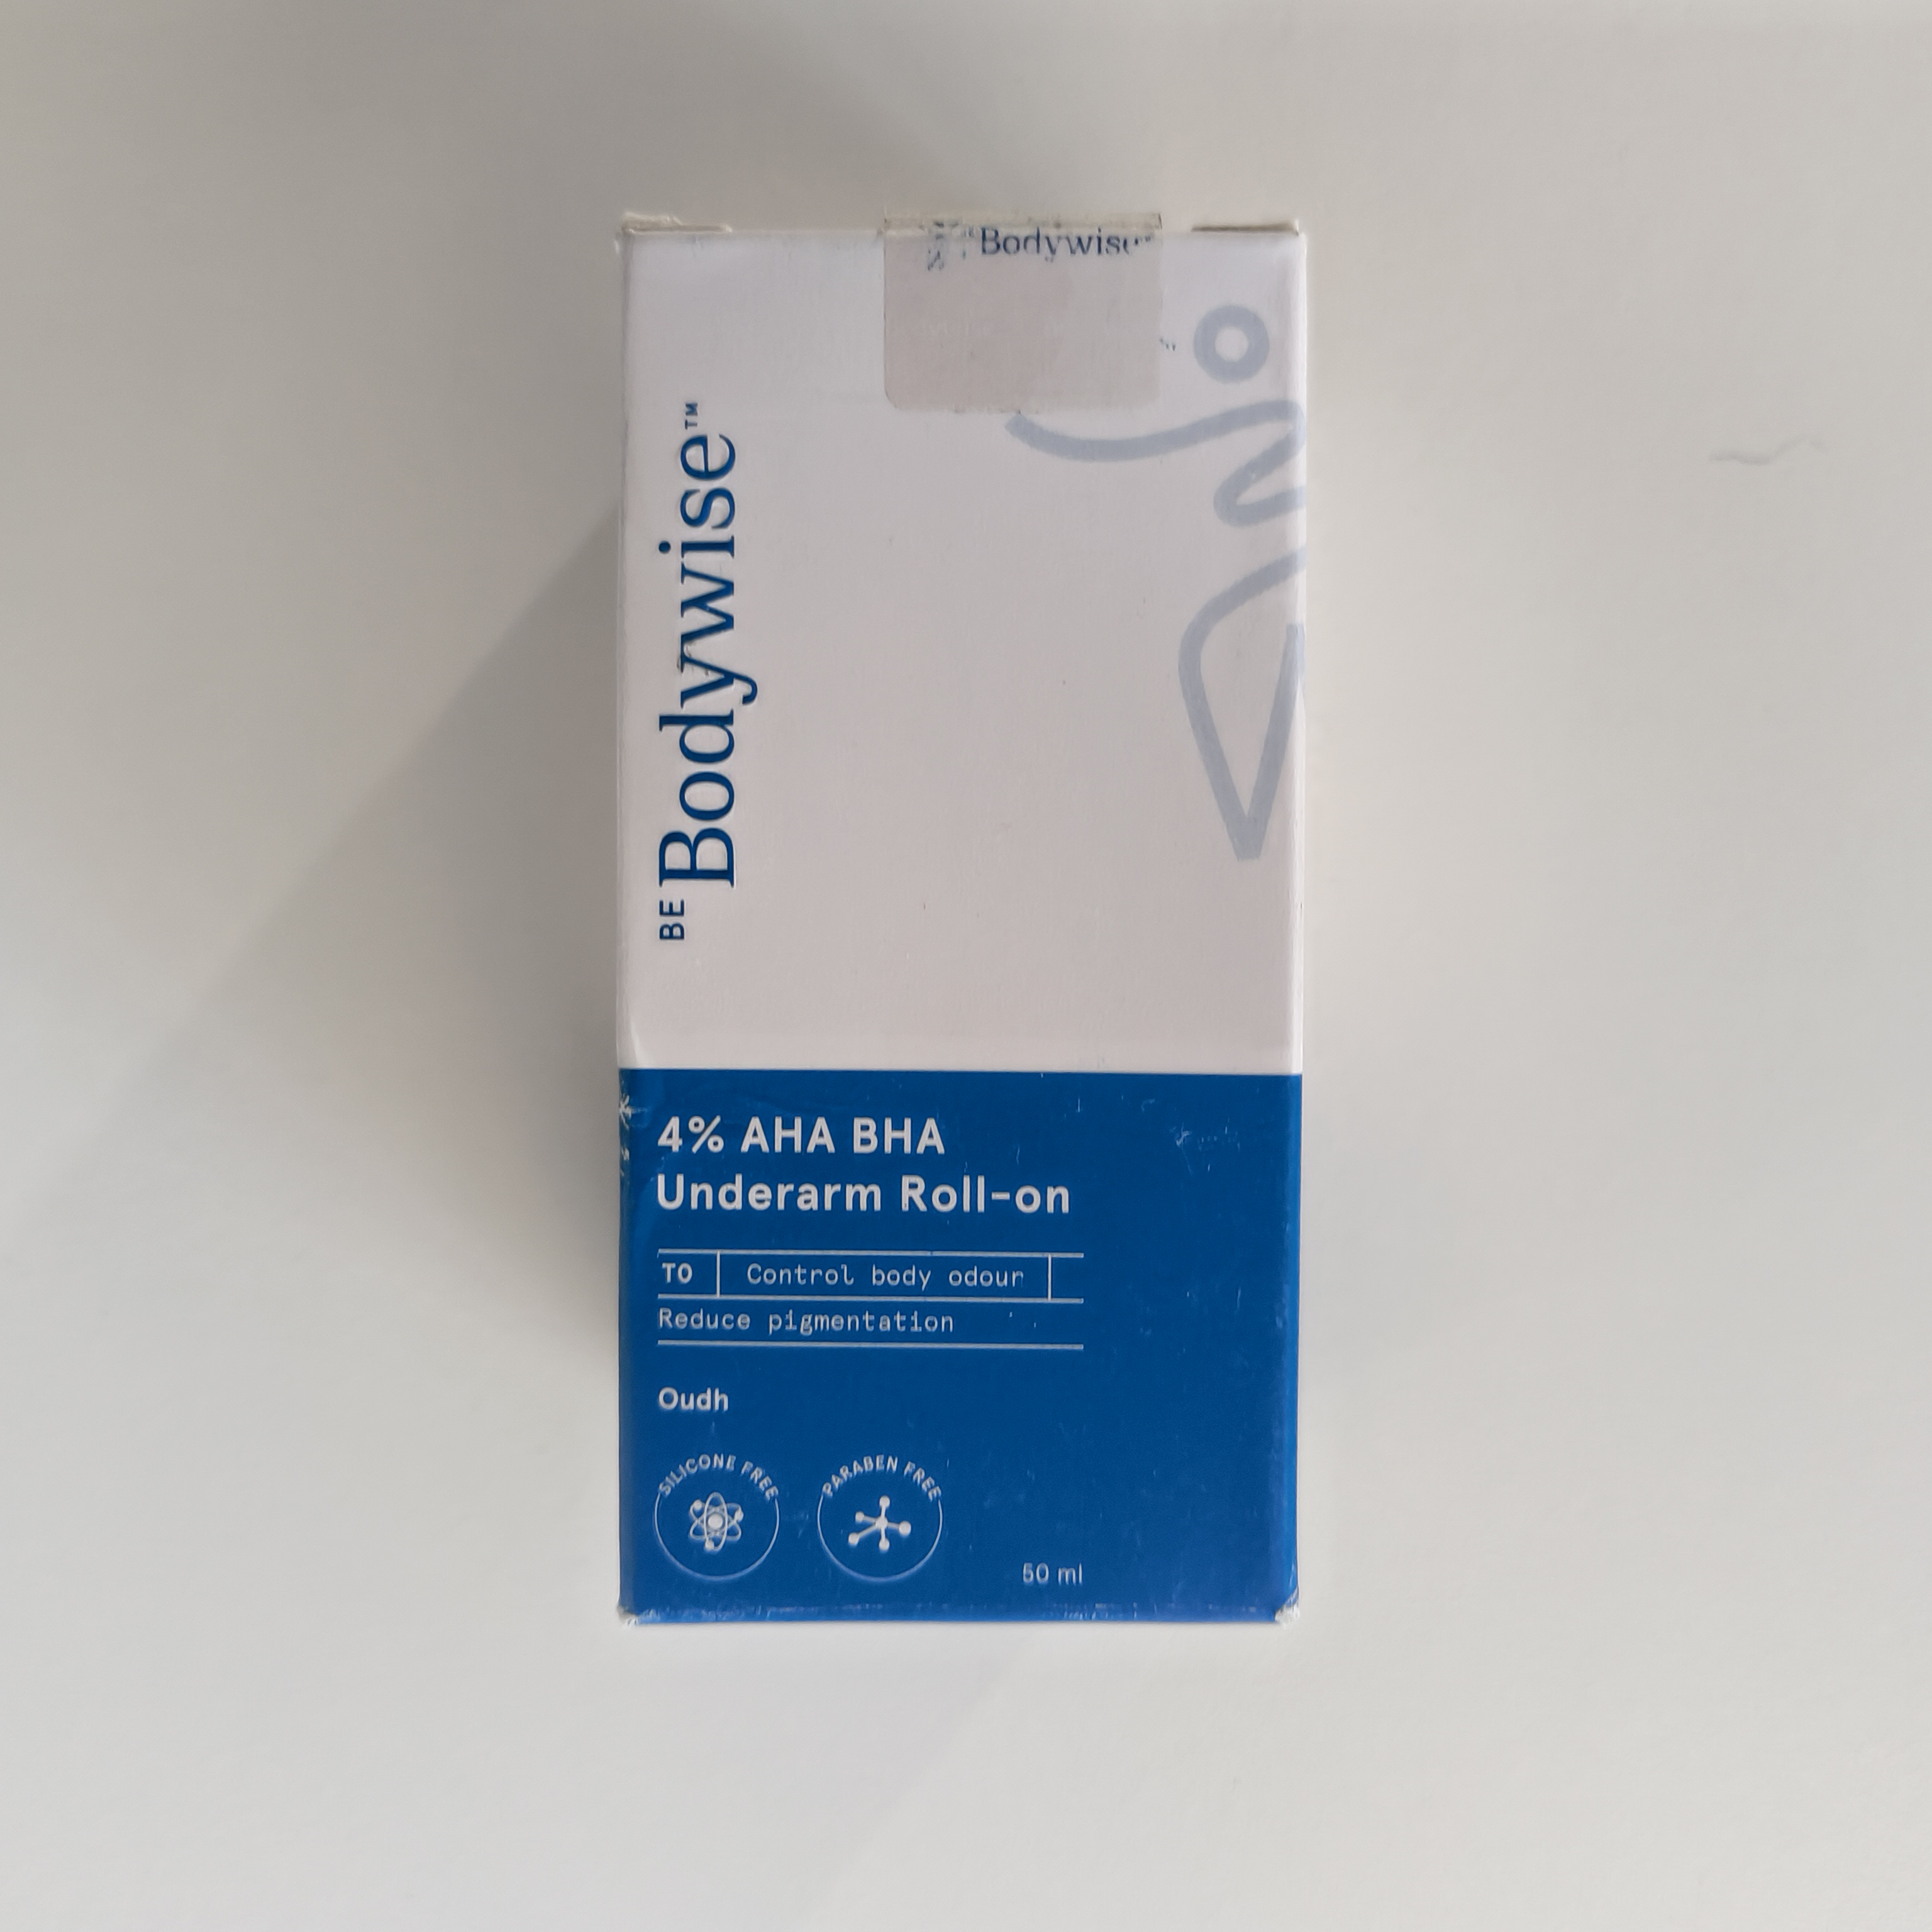 Bodywise
BE Bodywise™
4% AHA BHA
Underarm Roll-on
TO Control body odour
Reduce pigmentation
Oudh
SILICONE FREE
PARABEN FREE
50 ml